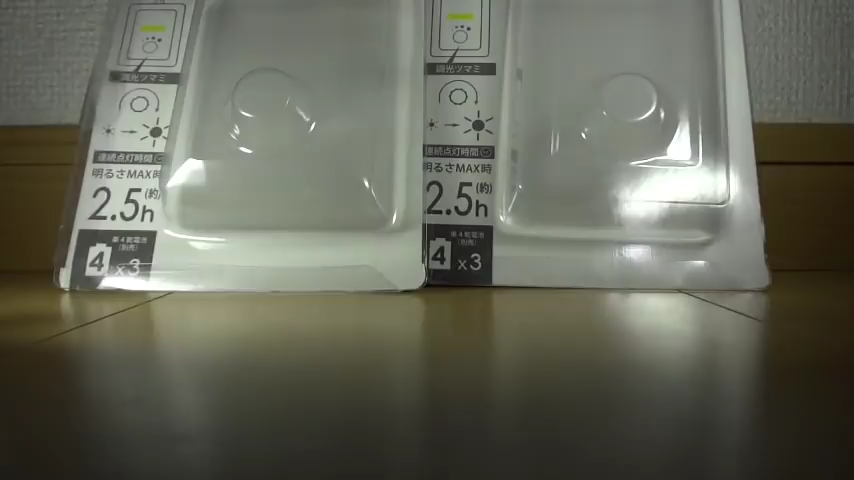 調光ツマミ
連続点灯時間
明るさMAX時
2.5h(約)
単4乾電池
(別売)
4 x3
調光ツマミ
連続点灯時間
明るさMAX時
2.5h(約)
単4乾電池
(別売)
4 x3